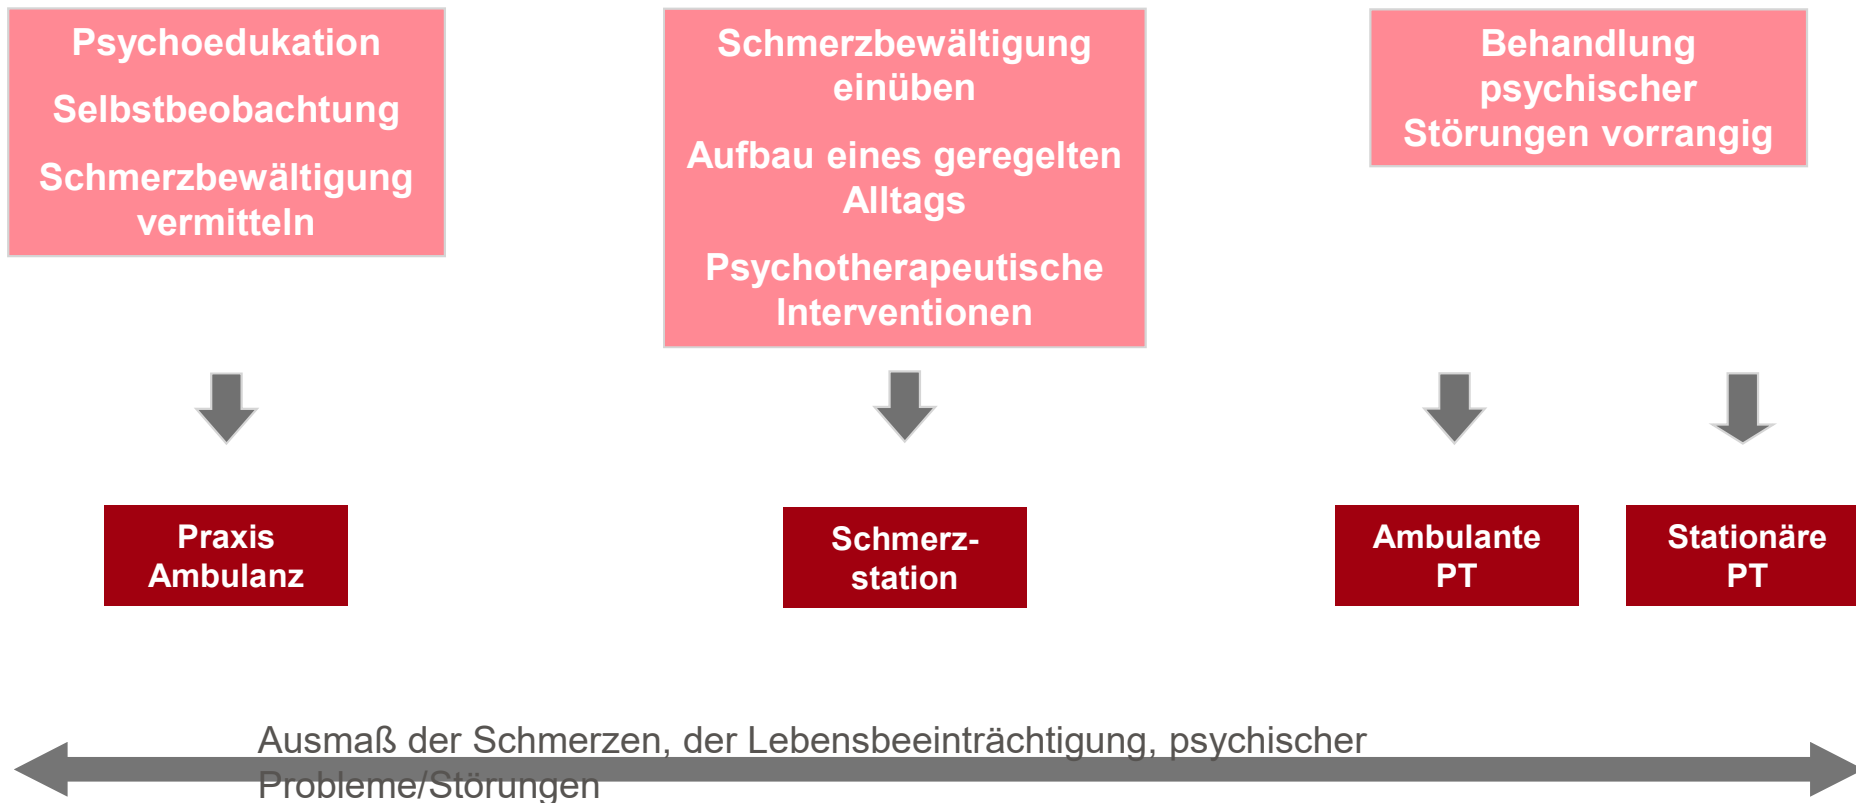 Psychoedukation
Selbstbeobachtung
Schmerzbewältigung
vermitteln
Schmerzbewältigung
einüben
Aufbau eines geregelten
Alltags
Psychotherapeutische
Interventionen
Behandlung
psychischer
Störungen vorrangig
Praxis
Ambulanz
Schmerz-
station
Ambulante
PT
Stationäre
PT
Ausmaß der Schmerzen, der Lebensbeeinträchtigung, psychischer
Probleme/Störungen